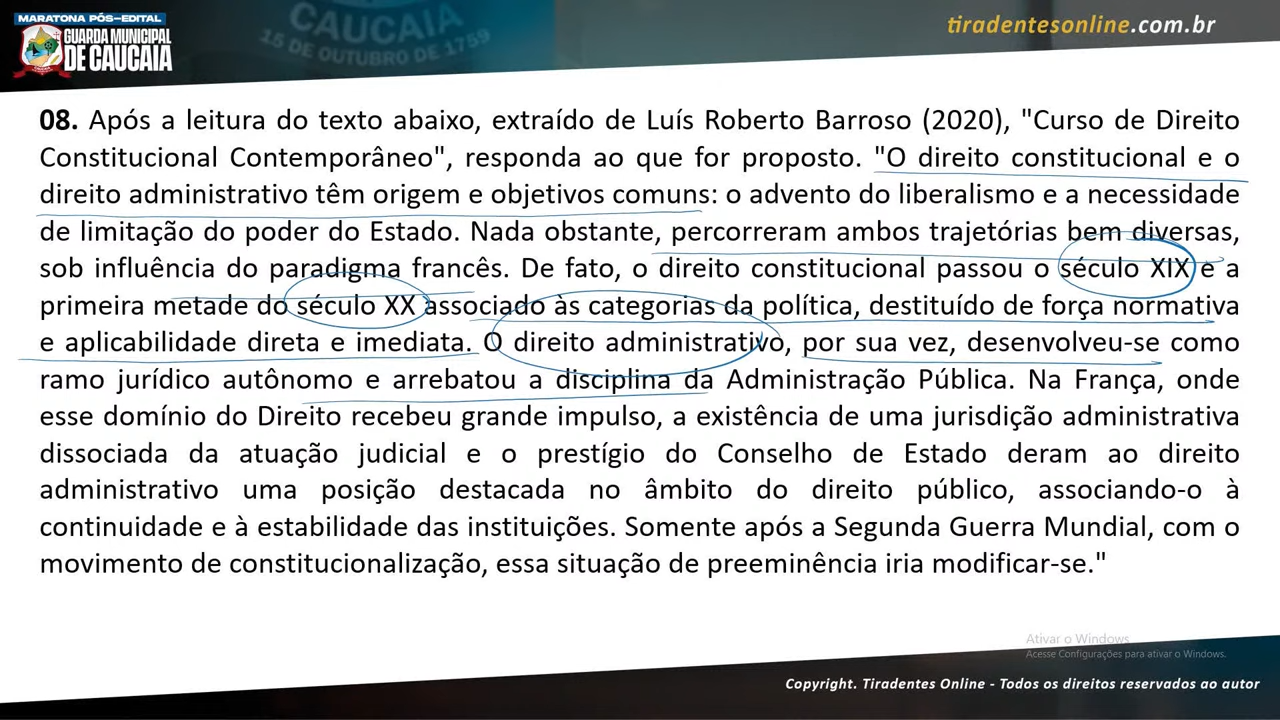 MARATONA PÓS-EDITAL
GUARDA MUNICIPAL
DE CAUCAIA
CAUCAIA
15 DE OUTUBRO DE 1759
tiradentesonline.com.br
08. Após a leitura do texto abaixo, extraído de Luís Roberto Barroso (2020), "Curso de Direito
Constitucional Contemporâneo", responda ao que for proposto. "O direito constitucional e o
direito administrativo têm origem e objetivos comuns: o advento do liberalismo e a necessidade
de limitação do poder do Estado. Nada obstante, percorreram ambos trajetórias bem diversas,
sob influência do paradigma francês. De fato, o direito constitucional passou o século XIX e a
primeira metade do século XX associado às categorias da política, destituído de força normativa
e aplicabilidade direta e imediata. O direito administrativo, por sua vez, desenvolveu-se como
ramo jurídico autônomo e arrebatou a disciplina da Administração Pública. Na França, onde
esse domínio do Direito recebeu grande impulso, a existência de uma jurisdição administrativa
dissociada da atuação judicial e o prestígio do Conselho de Estado deram ao direito
administrativo uma posição destacada no âmbito do direito público, associando-o à
continuidade e à estabilidade das instituições. Somente após a Segunda Guerra Mundial, com o
movimento de constitucionalização, essa situação de preeminência iria modificar-se."
Ativar o Windows
Acesse Configurações para ativar o Windows.
Copyright. Tiradentes Online - Todos os direitos reservados ao autor